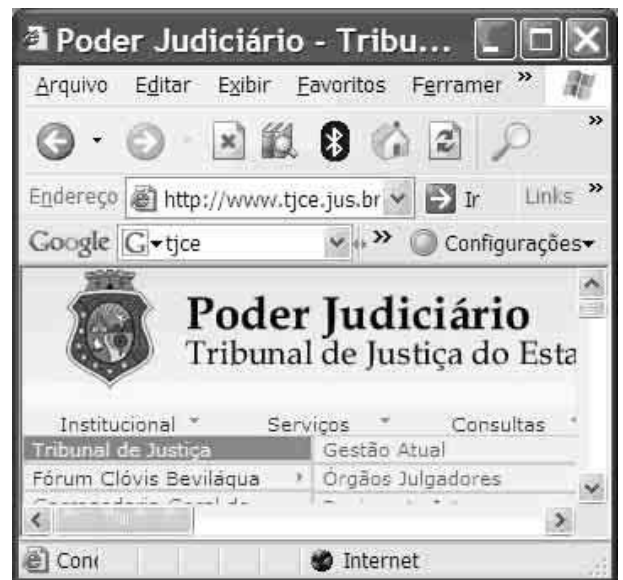 Poder Judiciário - Tribu...
Arquivo Editar Exibir Favoritos Ferramer »
»
Endereço http://www.tjce.jus.br Ir Links »
Google G tjce » Configurações
Poder Judiciário
Tribunal de Justiça do Esta
Institucional Serviços Consultas
Tribunal de Justiça Gestão Atual
Fórum Clóvis Beviláqua Órgãos Julgadores
Internet